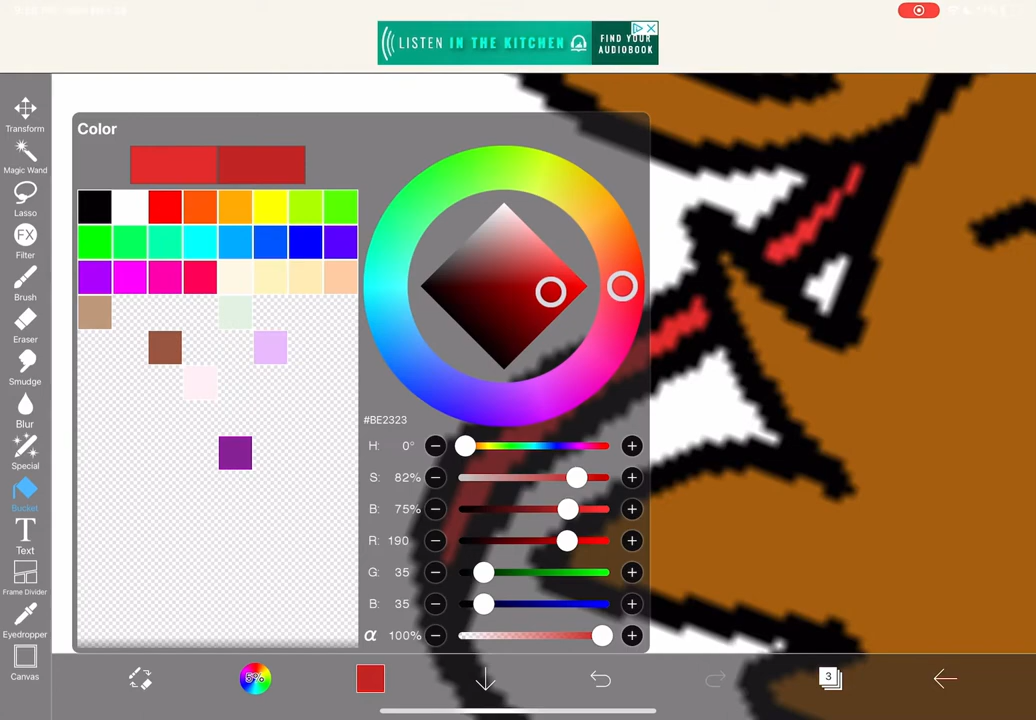 LISTEN IN THE KITCHEN
FIND YOUR
AUDIOBOOK
Color
Transform
Magic Wand
Lasso
FX
Filter
Brush
Eraser
Smudge
Blur
Special
Bucket
T
Text
Frame Divider
Eyedropper
Canvas
#BE2323
H: 0°
S: 82%
B: 75%
R: 190
G: 35
B: 35
α 100%
5%
3